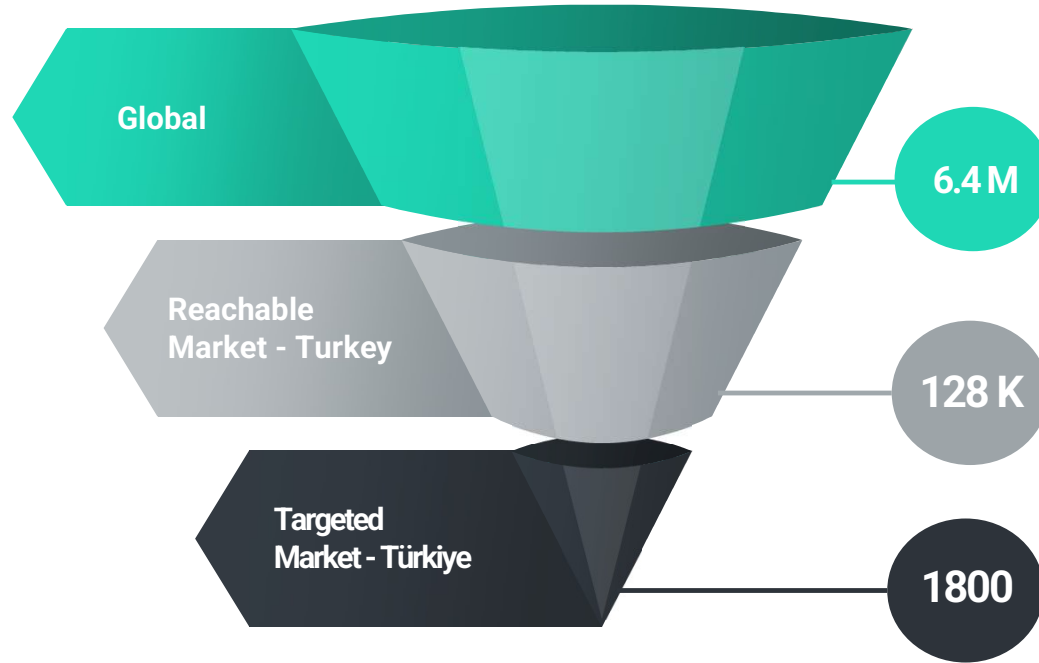 Global
6.4 M
Reachable
Market - Turkey
128 K
Targeted
Market - Türkiye
1800